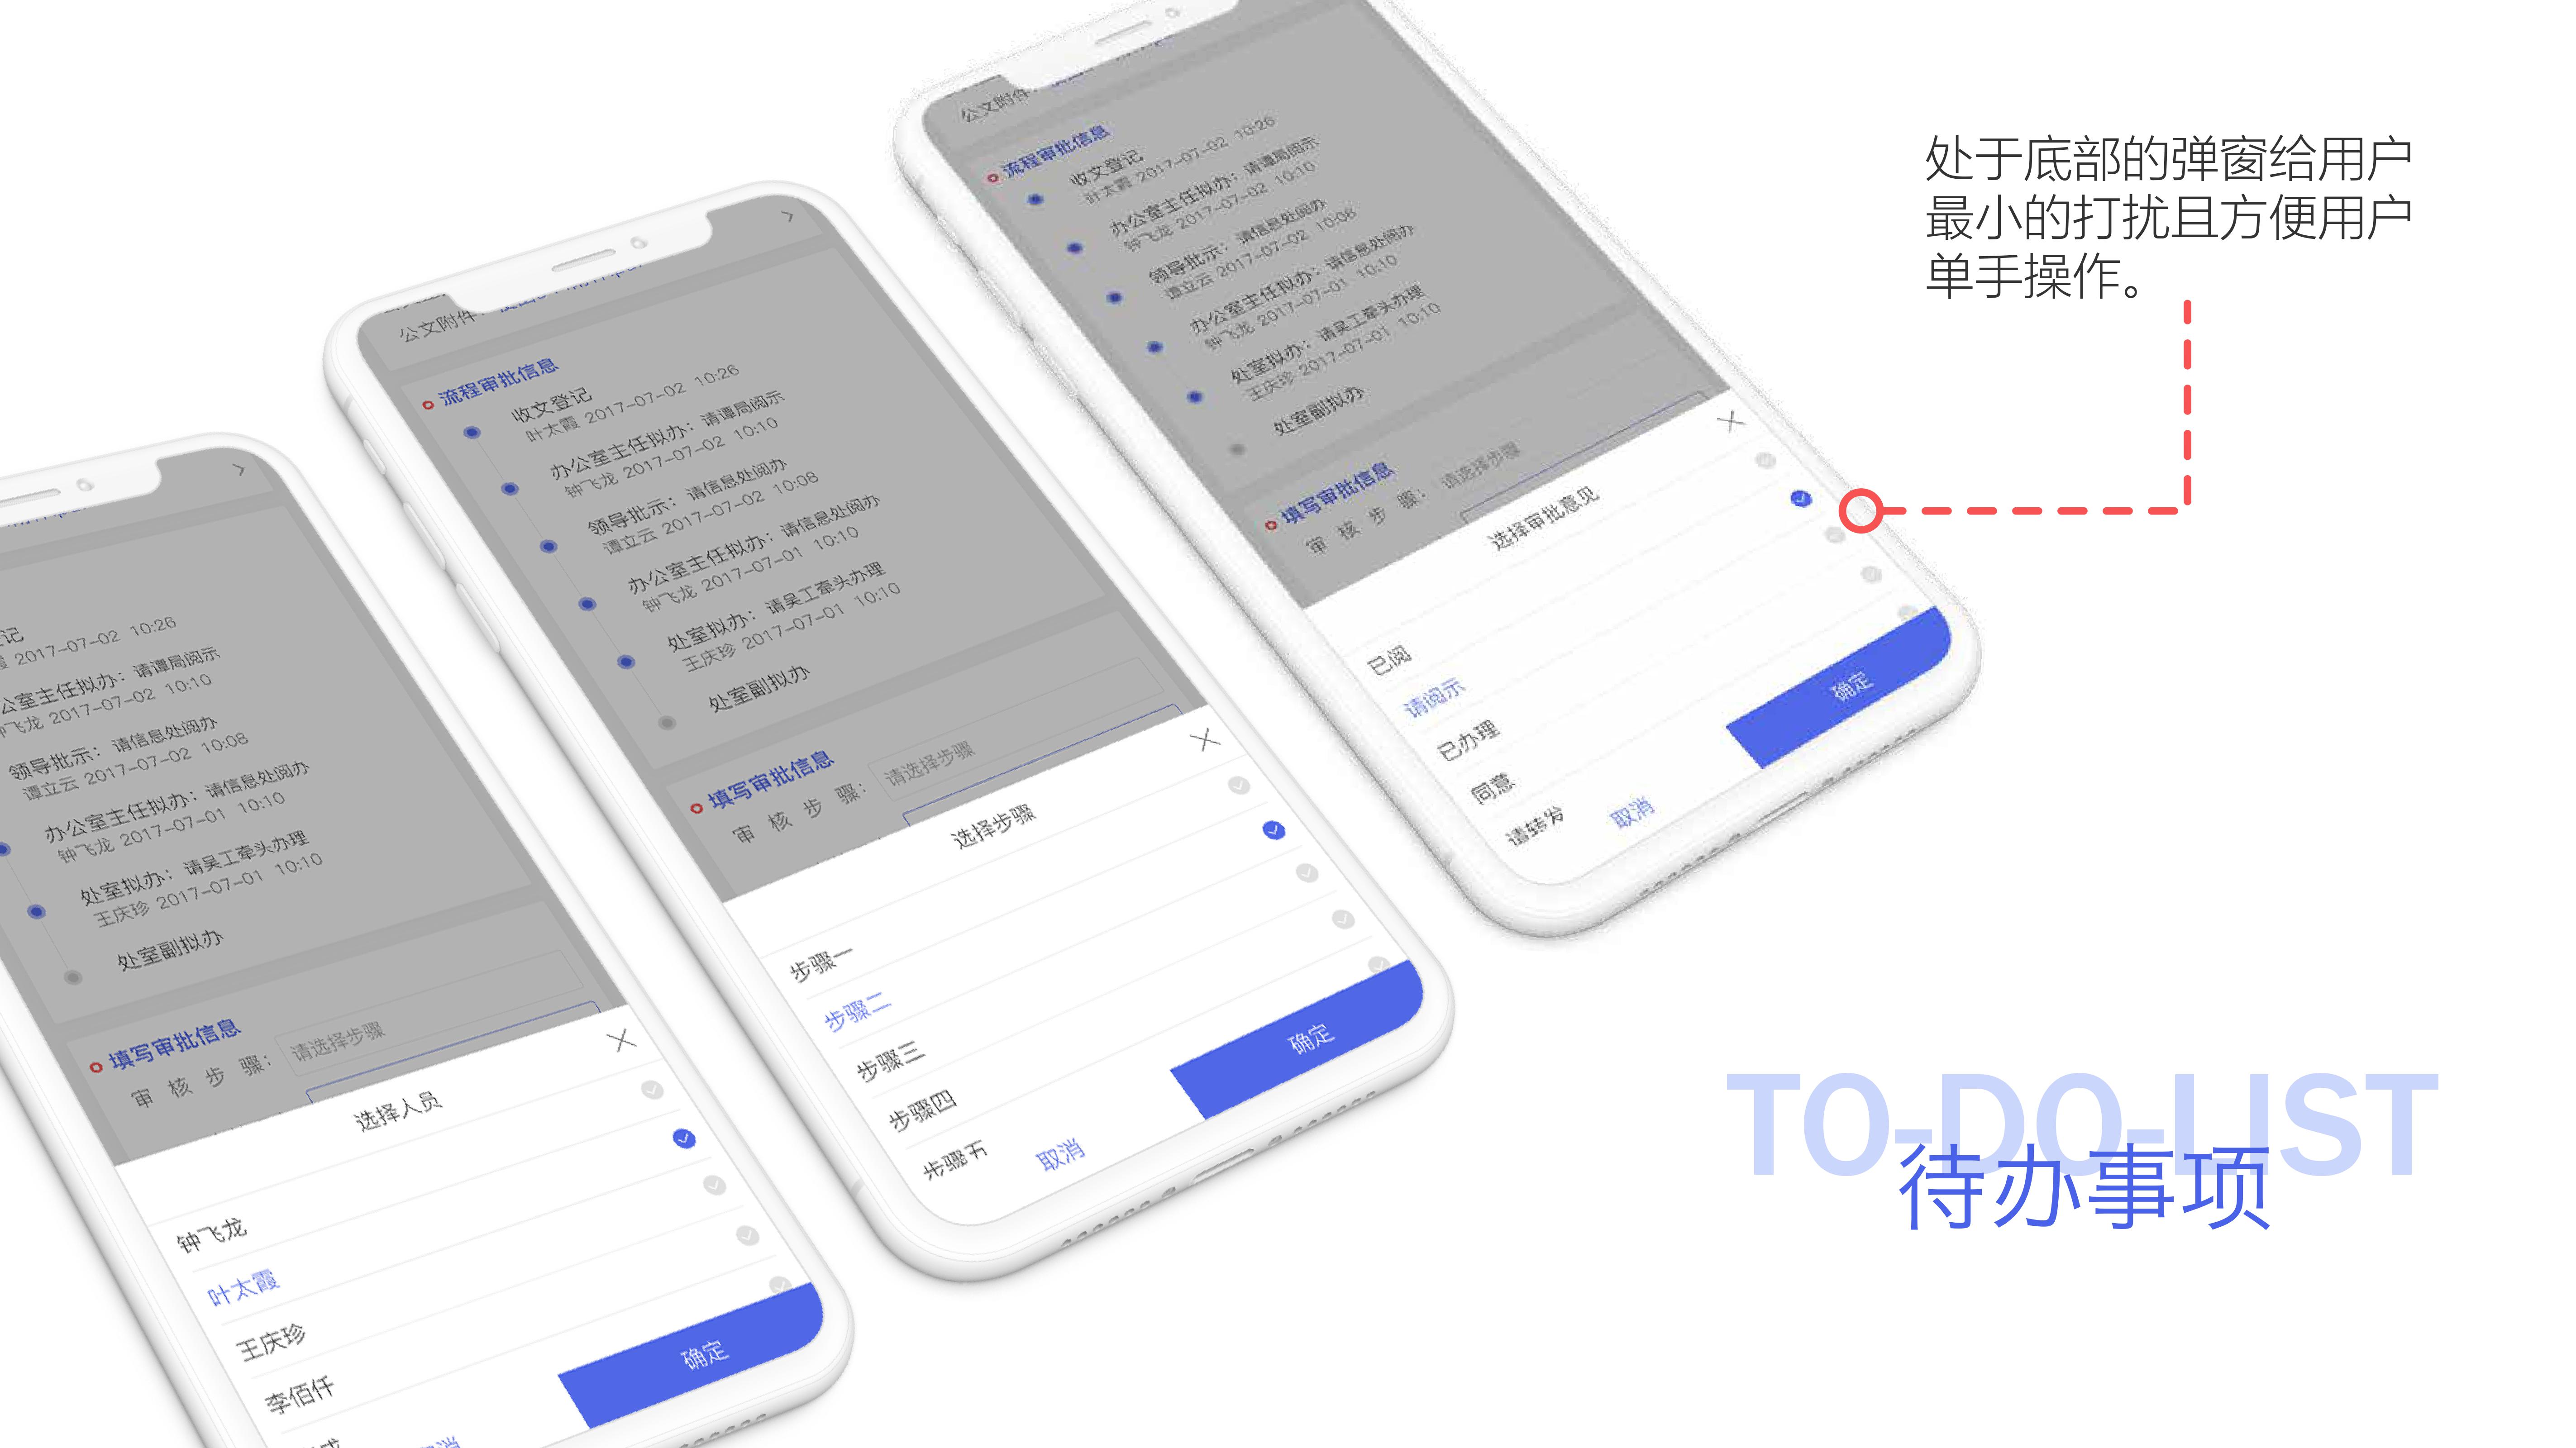 处于底部的弹窗给用户
最小的打扰且方便用户
单手操作。
TO-DO-LIST
待办事项
2017-07-02 10:26
公室主任拟办：请谭局阅示
2017-07-02 10:10
领导批示：请信息处阅办
谭立云 2017-07-02 10:08
办公室主任拟办：请信息处阅办
钟飞龙 2017-07-01 10:10
处室拟办：请吴工牵头办理
王庆珍 2017-07-01 10:10
处室副拟办
填写审批信息
审 核 步 骤：
请选择步骤
选择人员
钟飞龙
叶太霞
王庆珍
李佰仟
确定
公文附件：
流程审批信息
收文登记
叶太霞 2017-07-02 10:26
办公室主任拟办：请谭局阅示
钟飞龙 2017-07-02 10:10
领导批示：请信息处阅办
谭立云 2017-07-02 10:08
办公室主任拟办：请信息处阅办
钟飞龙 2017-07-01 10:10
处室拟办：请吴工牵头办理
王庆珍 2017-07-01 10:10
处室副拟办
填写审批信息
审 核 步 骤：
请选择步骤
选择步骤
步骤一
步骤二
步骤三
步骤四
步骤五
取消
确定
公文附件：
流程审批信息
收文登记
叶太霞 2017-07-02 10:26
办公室主任拟办：请谭局阅示
钟飞龙 2017-07-02 10:10
领导批示：请信息处阅办
谭立云 2017-07-02 10:08
办公室主任拟办：请信息处阅办
钟飞龙 2017-07-01 10:10
处室拟办：请吴工牵头办理
王庆珍 2017-07-01 10:10
处室副拟办
填写审批信息
审 核 步 骤：
请选择步骤
选择审批意见
已阅
请阅示
已办理
同意
请转发
取消
确定